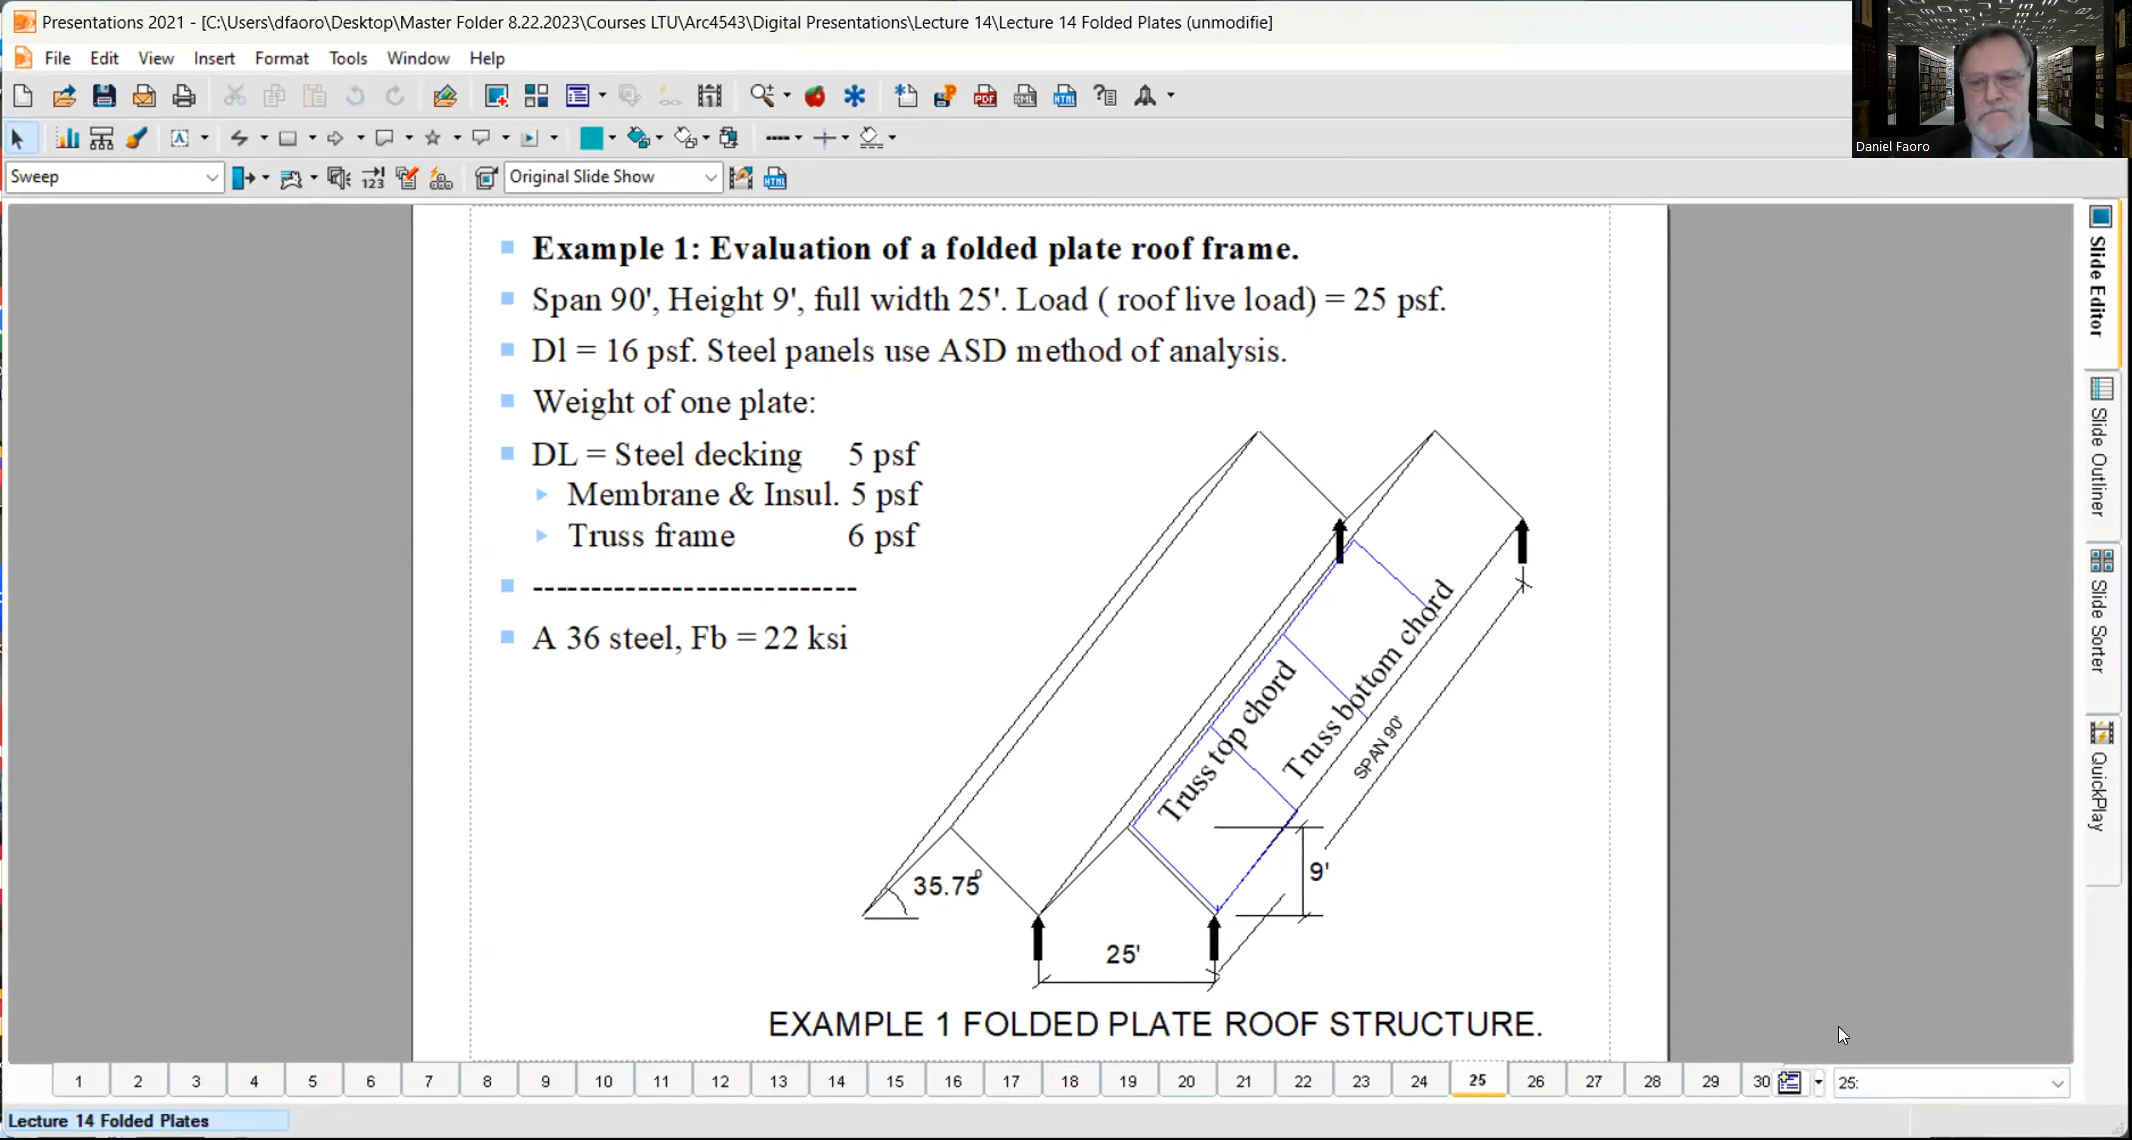 Presentations 2021 - [C:\Users\dfaoro\Desktop\Master Folder 8.22.2023\Courses LTU\Arc4543\Digital Presentations\Lecture 14\Lecture 14 Folded Plates (unmodifie]
File Edit View Insert Format Tools Window Help
Daniel Faoro
Sweep
Original Slide Show
Example 1: Evaluation of a folded plate roof frame.
Span 90', Height 9', full width 25'. Load ( roof live load) = 25 psf.
Dl = 16 psf. Steel panels use ASD method of analysis.
Weight of one plate:
DL = Steel decking 5 psf
Membrane & Insul. 5 psf
Truss frame 6 psf
---------------------------
A 36 steel, Fb = 22 ksi
Truss top chord
Truss bottom chord
SPAN 90'
35.75°
9'
25'
EXAMPLE 1 FOLDED PLATE ROOF STRUCTURE.
Slide Editor
Slide Outliner
Slide Sorter
QuickPlay
1 2 3 4 5 6 7 8 9 10 11 12 13 14 15 16 17 18 19 20 21 22 23 24 25 26 27 28 29 30
25:
Lecture 14 Folded Plates